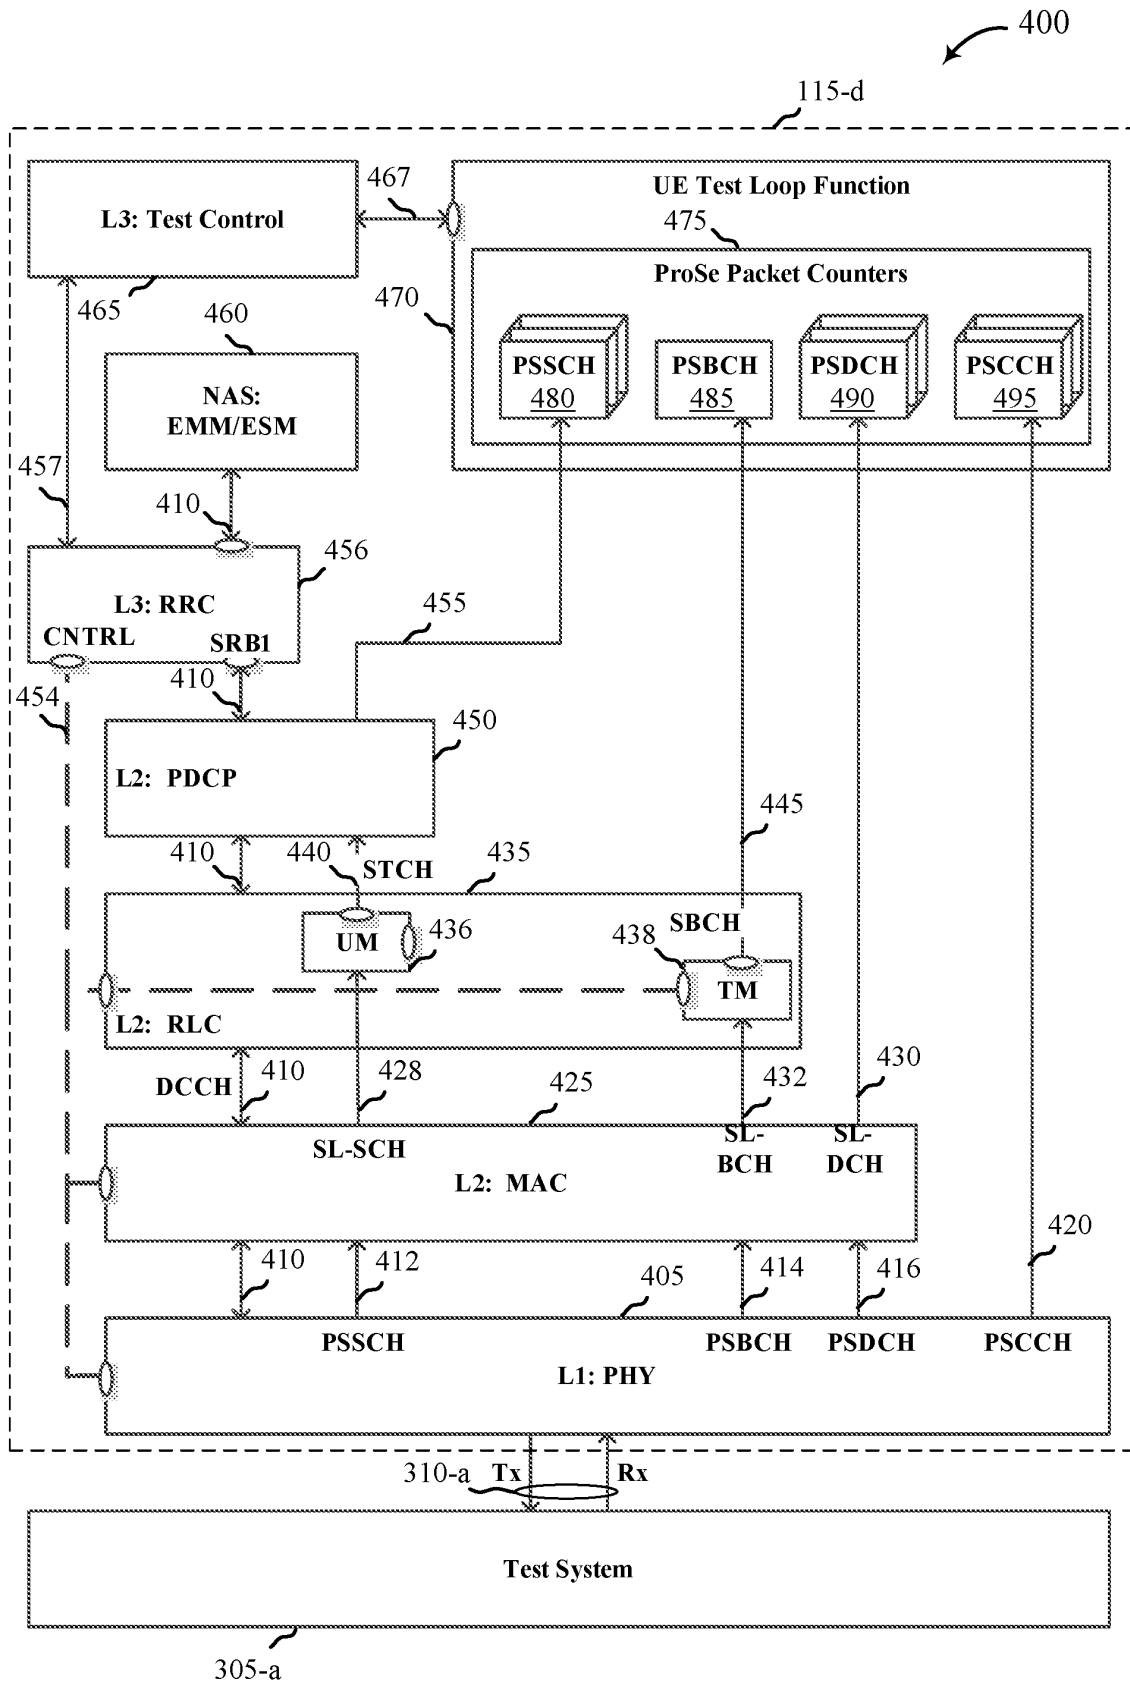 400
115-d
467
UE Test Loop Function
L3: Test Control
475
ProSe Packet Counters
465
460
470
PSSCH
480
PSBCH
485
PSDCH
490
PSCCH
495
NAS:
EMM/ESM
457
410
456
L3: RRC
455
CNTRL
SRB1
454
410
450
L2: PDCP
445
410
440
STCH
435
SBCH
UM
436
438
TM
L2: RLC
DCCH
410
428
425
432
430
SL-SCH
SL-
BCH
SL-
DCH
L2: MAC
420
410
412
405
414
416
PSSCH
PSBCH
PSDCH
PSCCH
L1: PHY
310-a
Tx
Rx
Test System
305-a